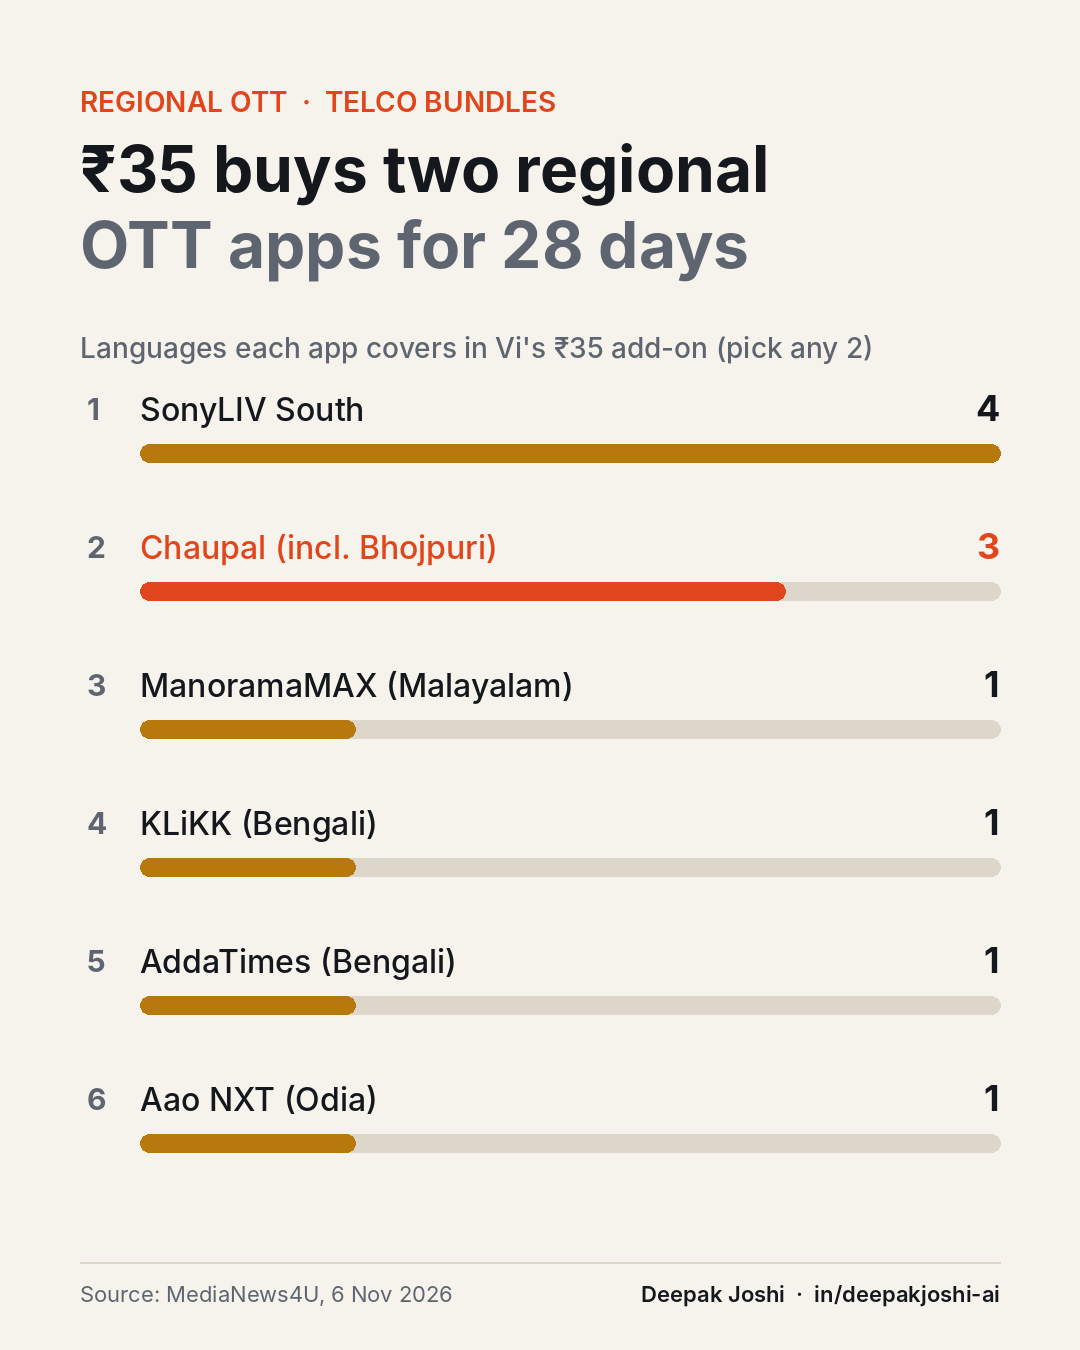 REGIONAL OTT · TELCO BUNDLES
₹35 buys two regional
OTT apps for 28 days
Languages each app covers in Vi's ₹35 add-on (pick any 2)
1 SonyLIV South 4
2 Chaupal (incl. Bhojpuri) 3
3 ManoramaMAX (Malayalam) 1
4 KLiKK (Bengali) 1
5 AddaTimes (Bengali) 1
6 Aao NXT (Odia) 1
Source: MediaNews4U, 6 Nov 2026 Deepak Joshi · in/deepakjoshi-ai